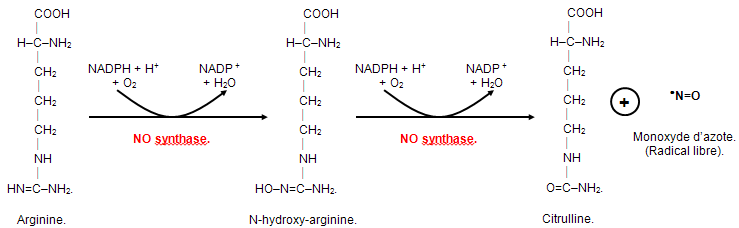 COOH
H–C–NH₂
CH₂
CH₂
CH₂
NH
HN=C–NH₂.
Arginine.
NADPH + H⁺
+ O₂
NADP⁺
+ H₂O
NO synthase.
COOH
H–C–NH₂
CH₂
CH₂
CH₂
NH
HO–N=C–NH₂.
N-hydroxy-arginine.
NADPH + H⁺
+ O₂
NADP⁺
+ H₂O
NO synthase.
COOH
H–C–NH₂
CH₂
CH₂
CH₂
NH
O=C–NH₂.
Citrulline.
+
•N=O
Monoxyde d’azote.
(Radical libre).